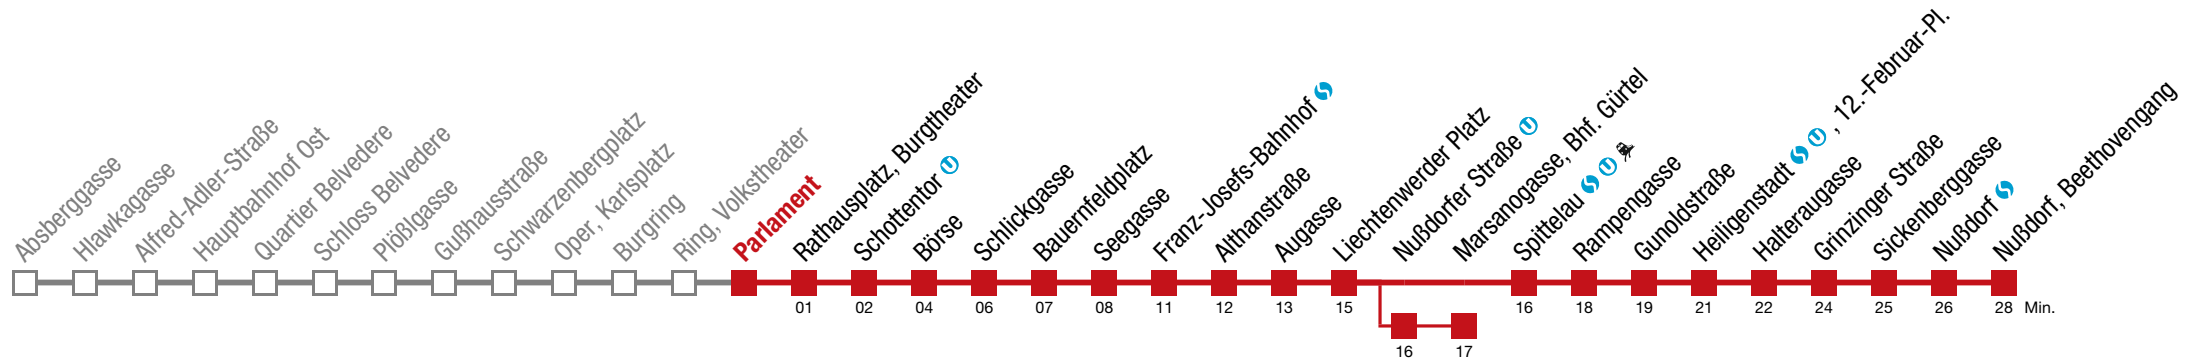 Absberggasse
Hlawkagasse
Alfred-Adler-Straße
Hauptbahnhof Ost
Quartier Belvedere
Schloss Belvedere
Plößlgasse
Gußhausstraße
Schwarzenbergplatz
Oper, Karlsplatz
Burgring
Ring, Volkstheater
Parlament
Rathausplatz, Burgtheater
Schottentor U
Börse
Schlickgasse
Bauernfeldplatz
Seegasse
Franz-Josefs-Bahnhof S
Althanstraße
Augasse
Liechtenwerder Platz
Nußdorfer Straße U
Marsanogasse, Bhf. Gürtel
Spittelau S U
Rampengasse
Gunoldstraße
Heiligenstadt S U , 12.-Februar-Pl.
Halteraugasse
Grinzinger Straße
Sickenberggasse
Nußdorf S
Nußdorf, Beethovengang
01 02 04 06 07 08 11 12 13 15 16 18 19 21 22 24 25 26 28 Min.
16 17